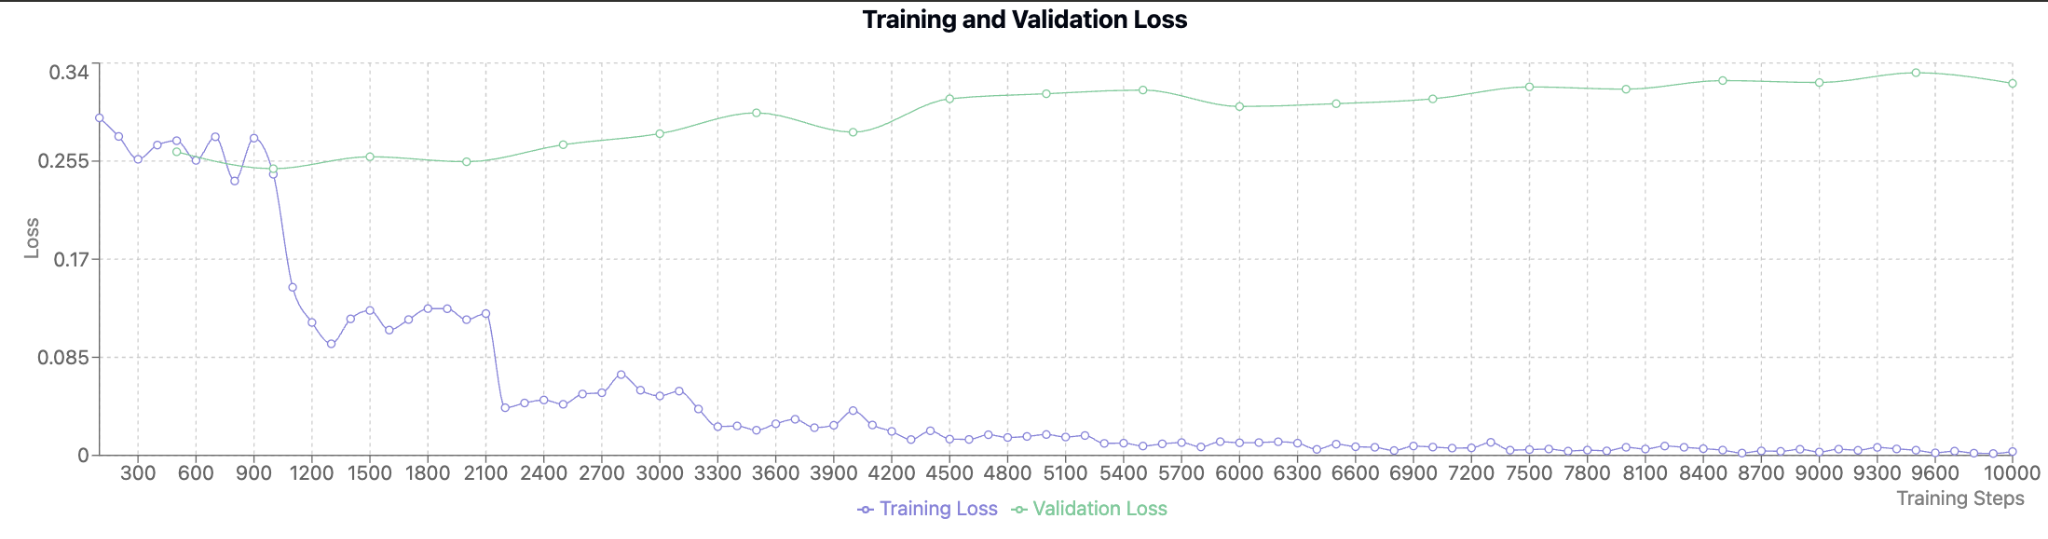 Training and Validation Loss
0.34
0.255
0.17
0.085
0
Loss
300 600 900 1200 1500 1800 2100 2400 2700 3000 3300 3600 3900 4200 4500 4800 5100 5400 5700 6000 6300 6600 6900 7200 7500 7800 8100 8400 8700 9000 9300 9600 10000
Training Steps
Training Loss Validation Loss